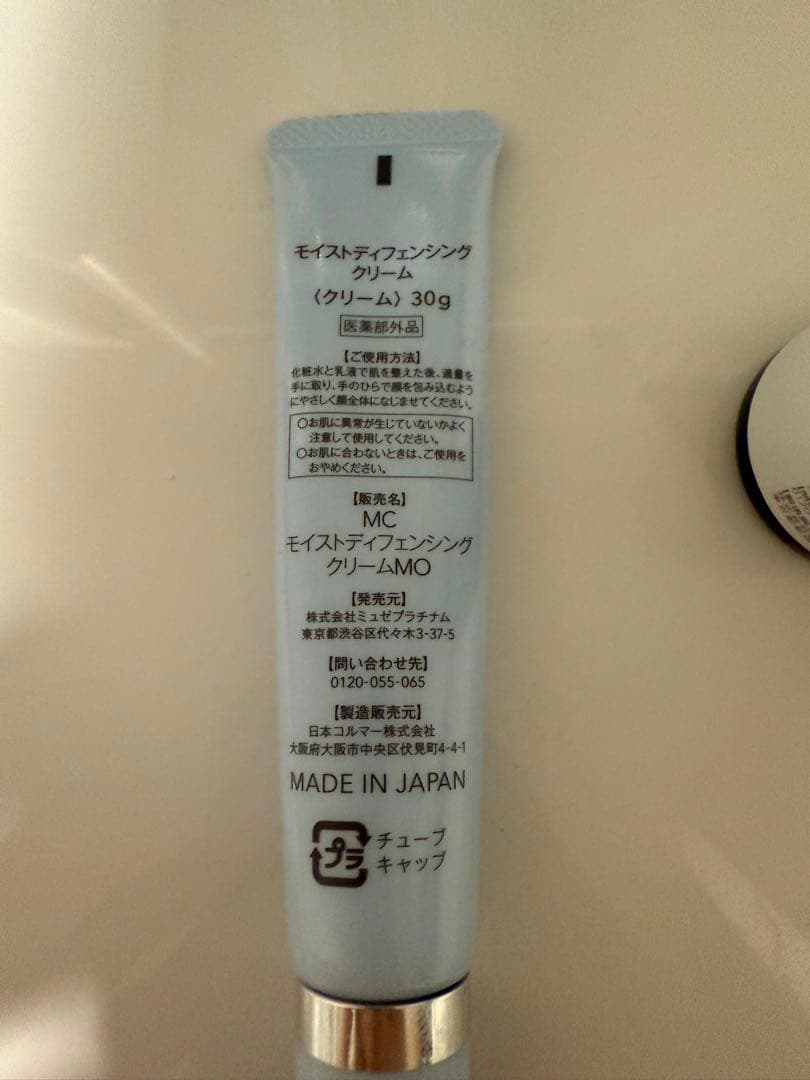 モイストディフェンシング
クリーム
〈クリーム〉30g
医薬部外品
【ご使用方法】
化粧水と乳液で肌を整えた後、適量を
手に取り、手のひらで顔を包み込むよう
にやさしく顔全体になじませてください。
○お肌に異常が生じていないかよく
注意して使用してください。
○お肌に合わないときは、ご使用を
おやめください。
【販売名】
MC
モイストディフェンシング
クリームMO
【発売元】
株式会社ミュゼプラチナム
東京都渋谷区代々木3-37-5
【問い合わせ先】
0120-055-065
【製造販売元】
日本コルマー株式会社
大阪府大阪市中央区伏見町4-4-1
MADE IN JAPAN
プラ
チューブ
キャップ